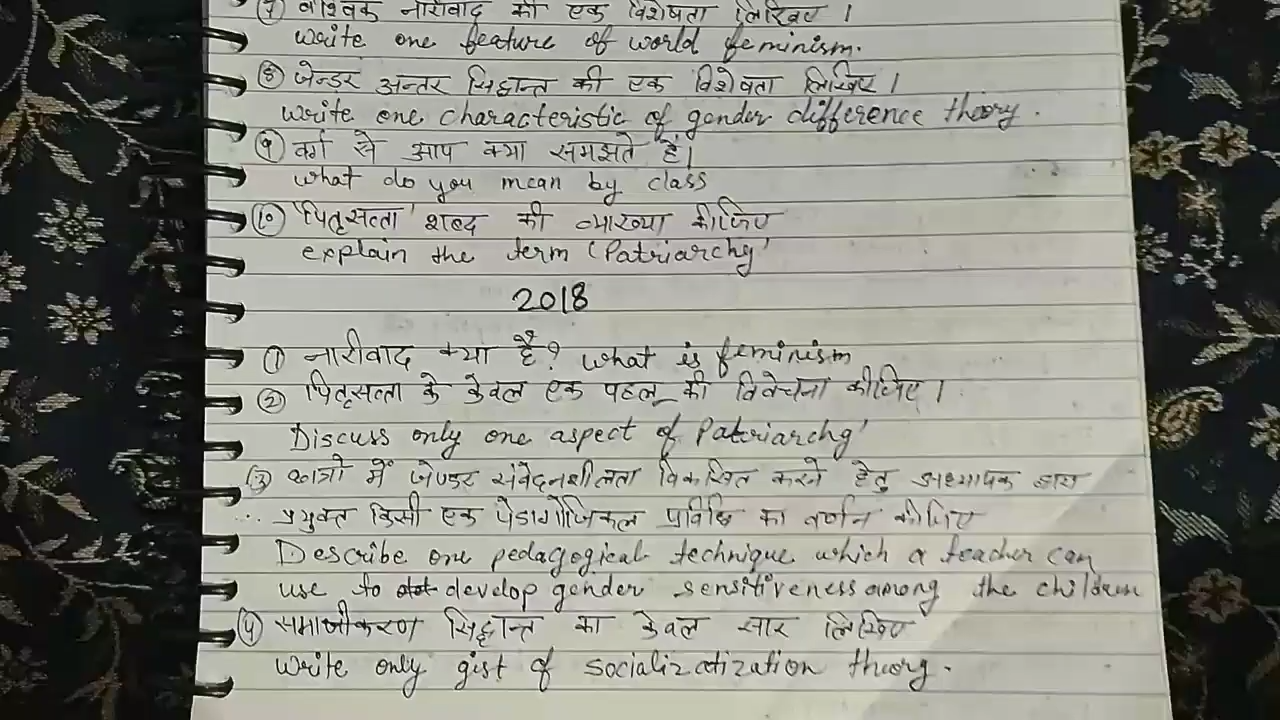 (7) वैश्विक नारीवाद की एक विशेषता लिखिए ।
Write one feature of world feminism.
(8) जेन्डर अन्तर सिद्धान्त की एक विशेषता लिखिए ।
Write one characteristic of gender difference theory.
(9) वर्ग से आप क्या समझते हैं।
What do you mean by class
(10) 'पितृसत्ता' शब्द की व्याख्या कीजिए
explain the term (Patriarchy'
2018
(1) नारीवाद क्या है? what is feminism
(2) पितृसत्ता के केवल एक पहलू की विवेचना कीजिए।
Discuss only one aspect of Patriarchy'
(3) छात्रों में जेण्डर संवेदनशीलता विकसित करने हेतु अध्यापक द्वारा
... प्रयुक्त किसी एक पेडागोजिकल प्रविधि का वर्णन कीजिए
Describe one pedagogical technique which a teacher can
use to develop gender sensitiveness among the children
(4) समाजीकरण सिद्धान्त का केवल सार लिखिए
Write only gist of socializatization theory.